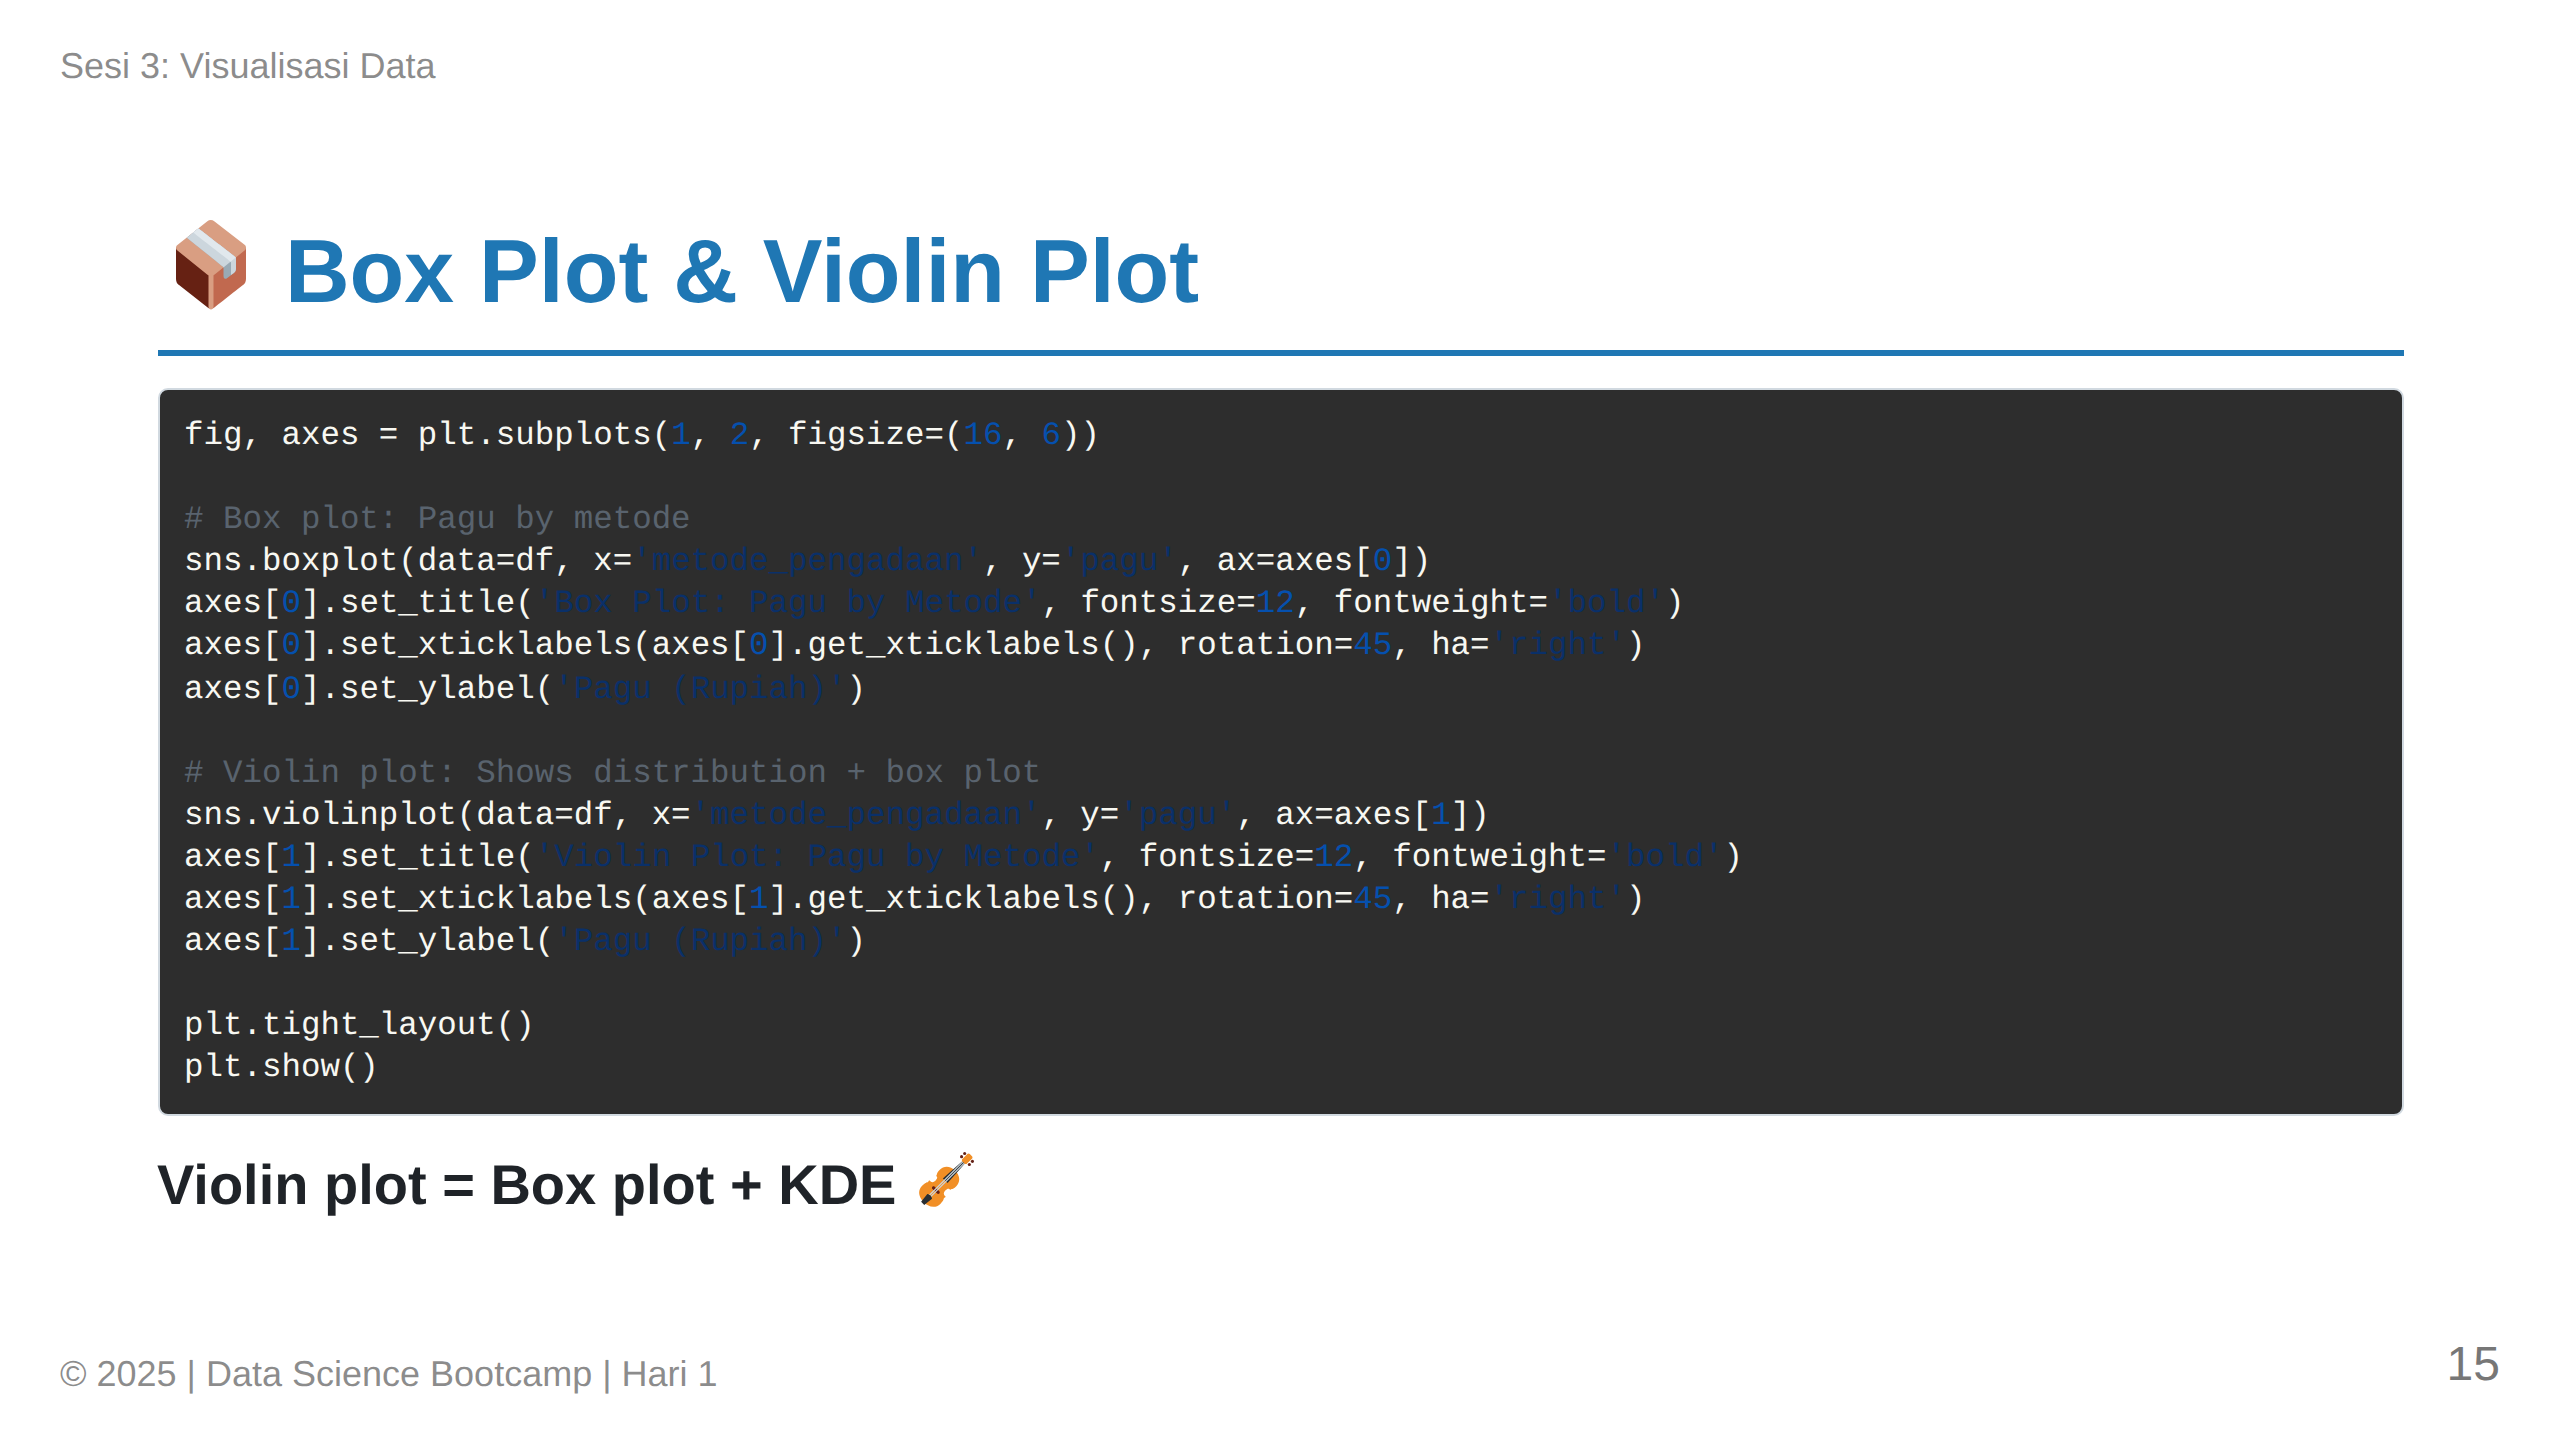 Sesi 3: Visualisasi Data
📦 Box Plot & Violin Plot
fig, axes = plt.subplots(1, 2, figsize=(16, 6))
# Box plot: Pagu by metode
sns.boxplot(data=df, x='metode_pengadaan', y='pagu', ax=axes[0])
axes[0].set_title('Box Plot: Pagu by Metode', fontsize=12, fontweight='bold')
axes[0].set_xticklabels(axes[0].get_xticklabels(), rotation=45, ha='right')
axes[0].set_ylabel('Pagu (Rupiah)')
# Violin plot: Shows distribution + box plot
sns.violinplot(data=df, x='metode_pengadaan', y='pagu', ax=axes[1])
axes[1].set_title('Violin Plot: Pagu by Metode', fontsize=12, fontweight='bold')
axes[1].set_xticklabels(axes[1].get_xticklabels(), rotation=45, ha='right')
axes[1].set_ylabel('Pagu (Rupiah)')
plt.tight_layout()
plt.show()
Violin plot = Box plot + KDE 🎻
© 2025 | Data Science Bootcamp | Hari 1
15